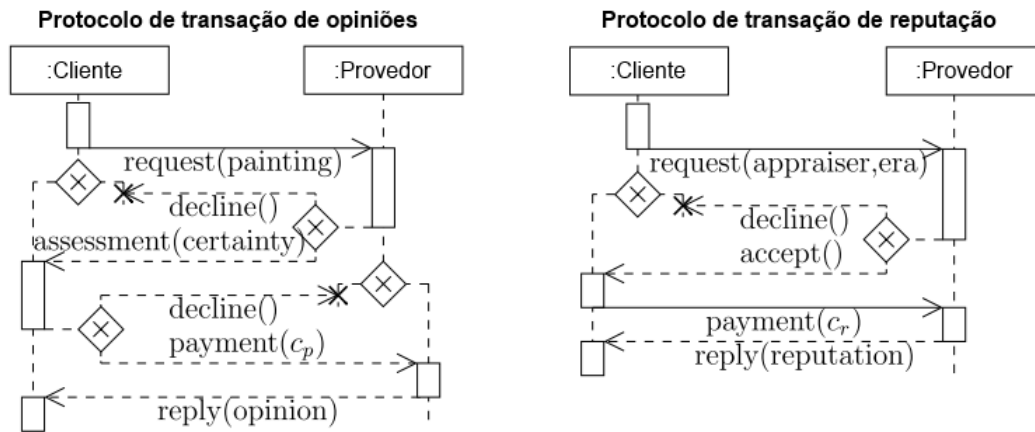 Protocolo de transação de opiniões
:Cliente
:Provedor
request(painting)
decline()
assessment(certainty)
decline()
payment(c_p)
reply(opinion)
Protocolo de transação de reputação
:Cliente
:Provedor
request(appraiser,era)
decline()
accept()
payment(c_r)
reply(reputation)